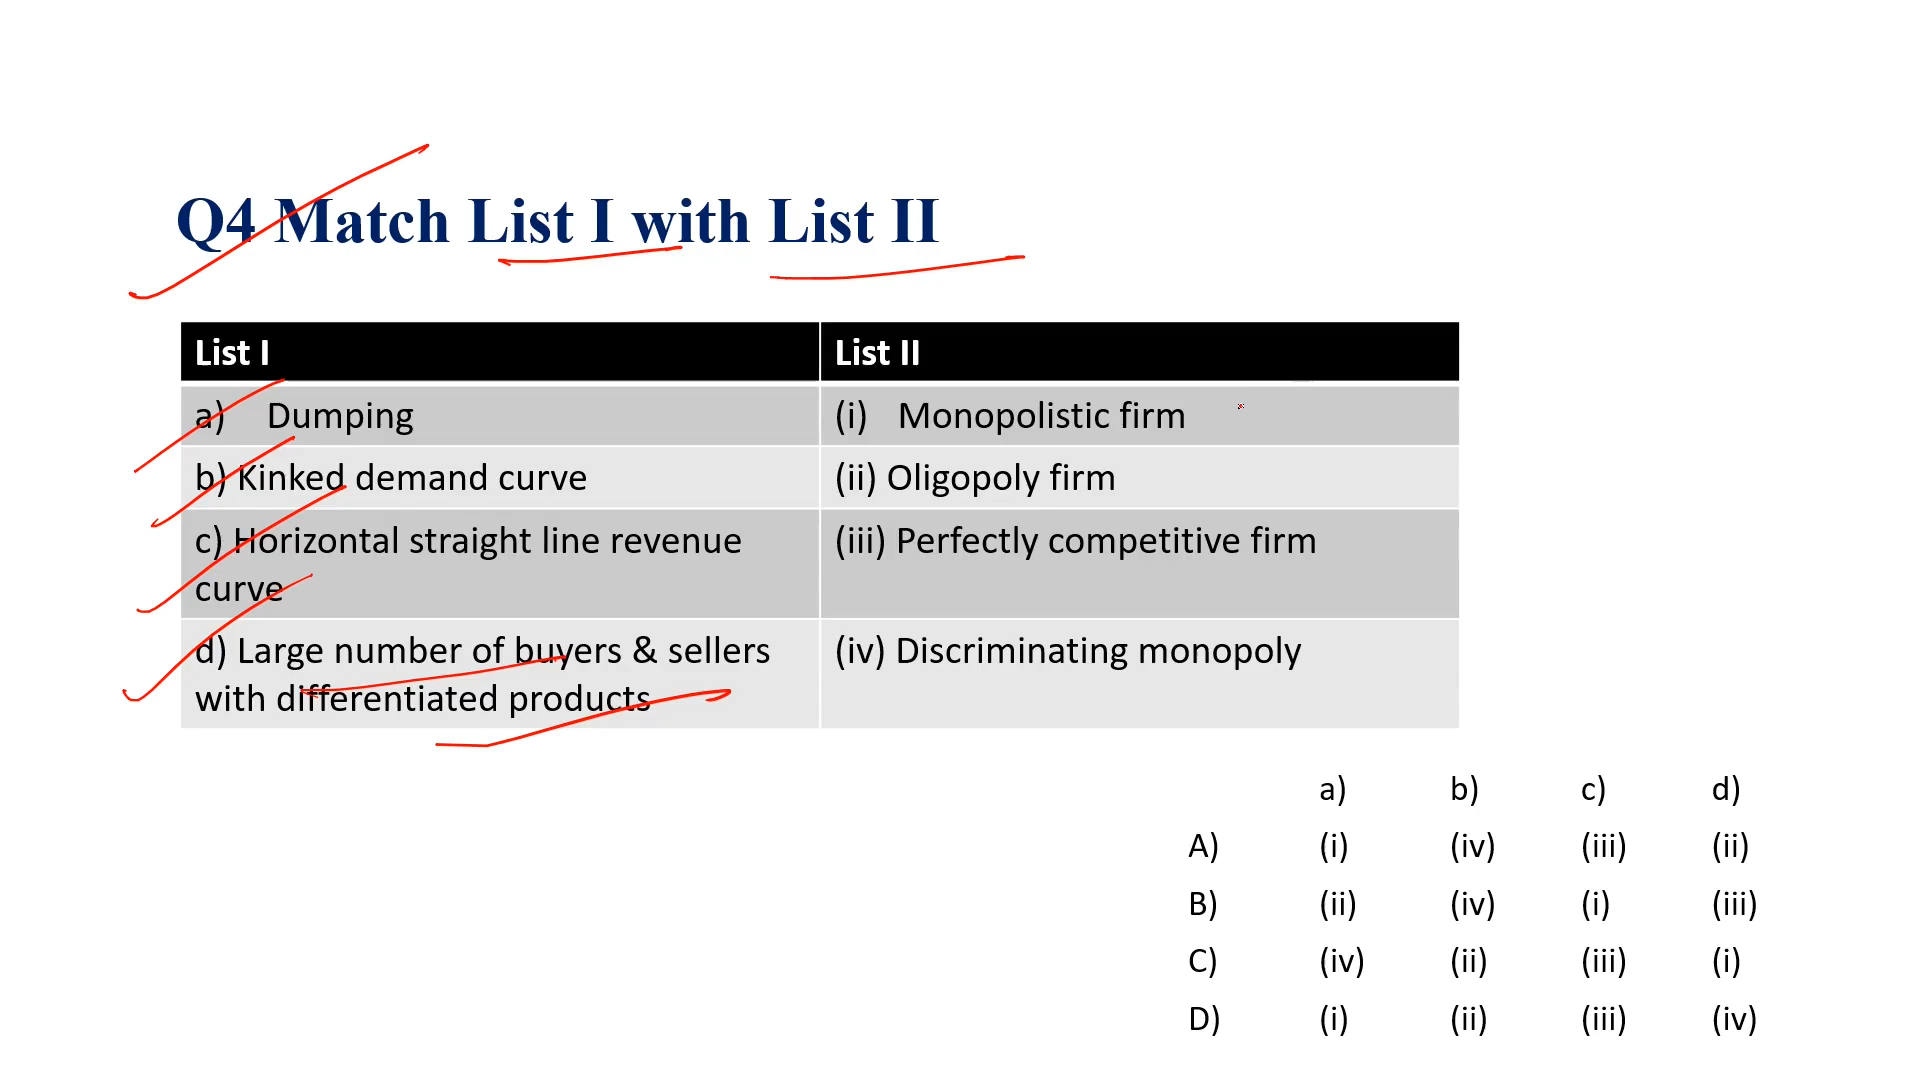 Q4 Match List I with List II
List I List II
a) Dumping (i) Monopolistic firm
b) Kinked demand curve (ii) Oligopoly firm
c) Horizontal straight line revenue (iii) Perfectly competitive firm
curve
d) Large number of buyers & sellers (iv) Discriminating monopoly
with differentiated products
a) b) c) d)
A) (i) (iv) (iii) (ii)
B) (ii) (iv) (i) (iii)
C) (iv) (ii) (iii) (i)
D) (i) (ii) (iii) (iv)